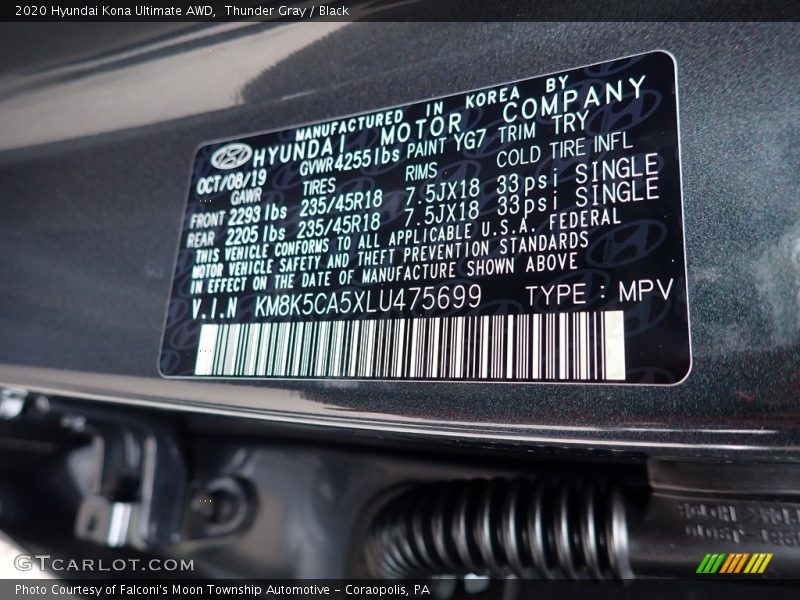 2020 Hyundai Kona Ultimate AWD,  Thunder Gray / Black
MANUFACTURED IN KOREA BY
HYUNDAI MOTOR COMPANY
OCT/08/19 GVWR 4255lbs PAINT YG7 TRIM TRY
GAWR TIRES RIMS COLD TIRE INFL
FRONT 2293 lbs 235/45R18 7.5JX18 33psi SINGLE
REAR 2205 lbs 235/45R18 7.5JX18 33psi SINGLE
THIS VEHICLE CONFORMS TO ALL APPLICABLE U.S.A. FEDERAL
MOTOR VEHICLE SAFETY AND THEFT PREVENTION STANDARDS
IN EFFECT ON THE DATE OF MANUFACTURE SHOWN ABOVE
V.I.N KM8K5CA5XLU475699 TYPE : MPV
GTCARLOT.COM
Photo Courtesy of Falconi's Moon Township Automotive - Coraopolis, PA